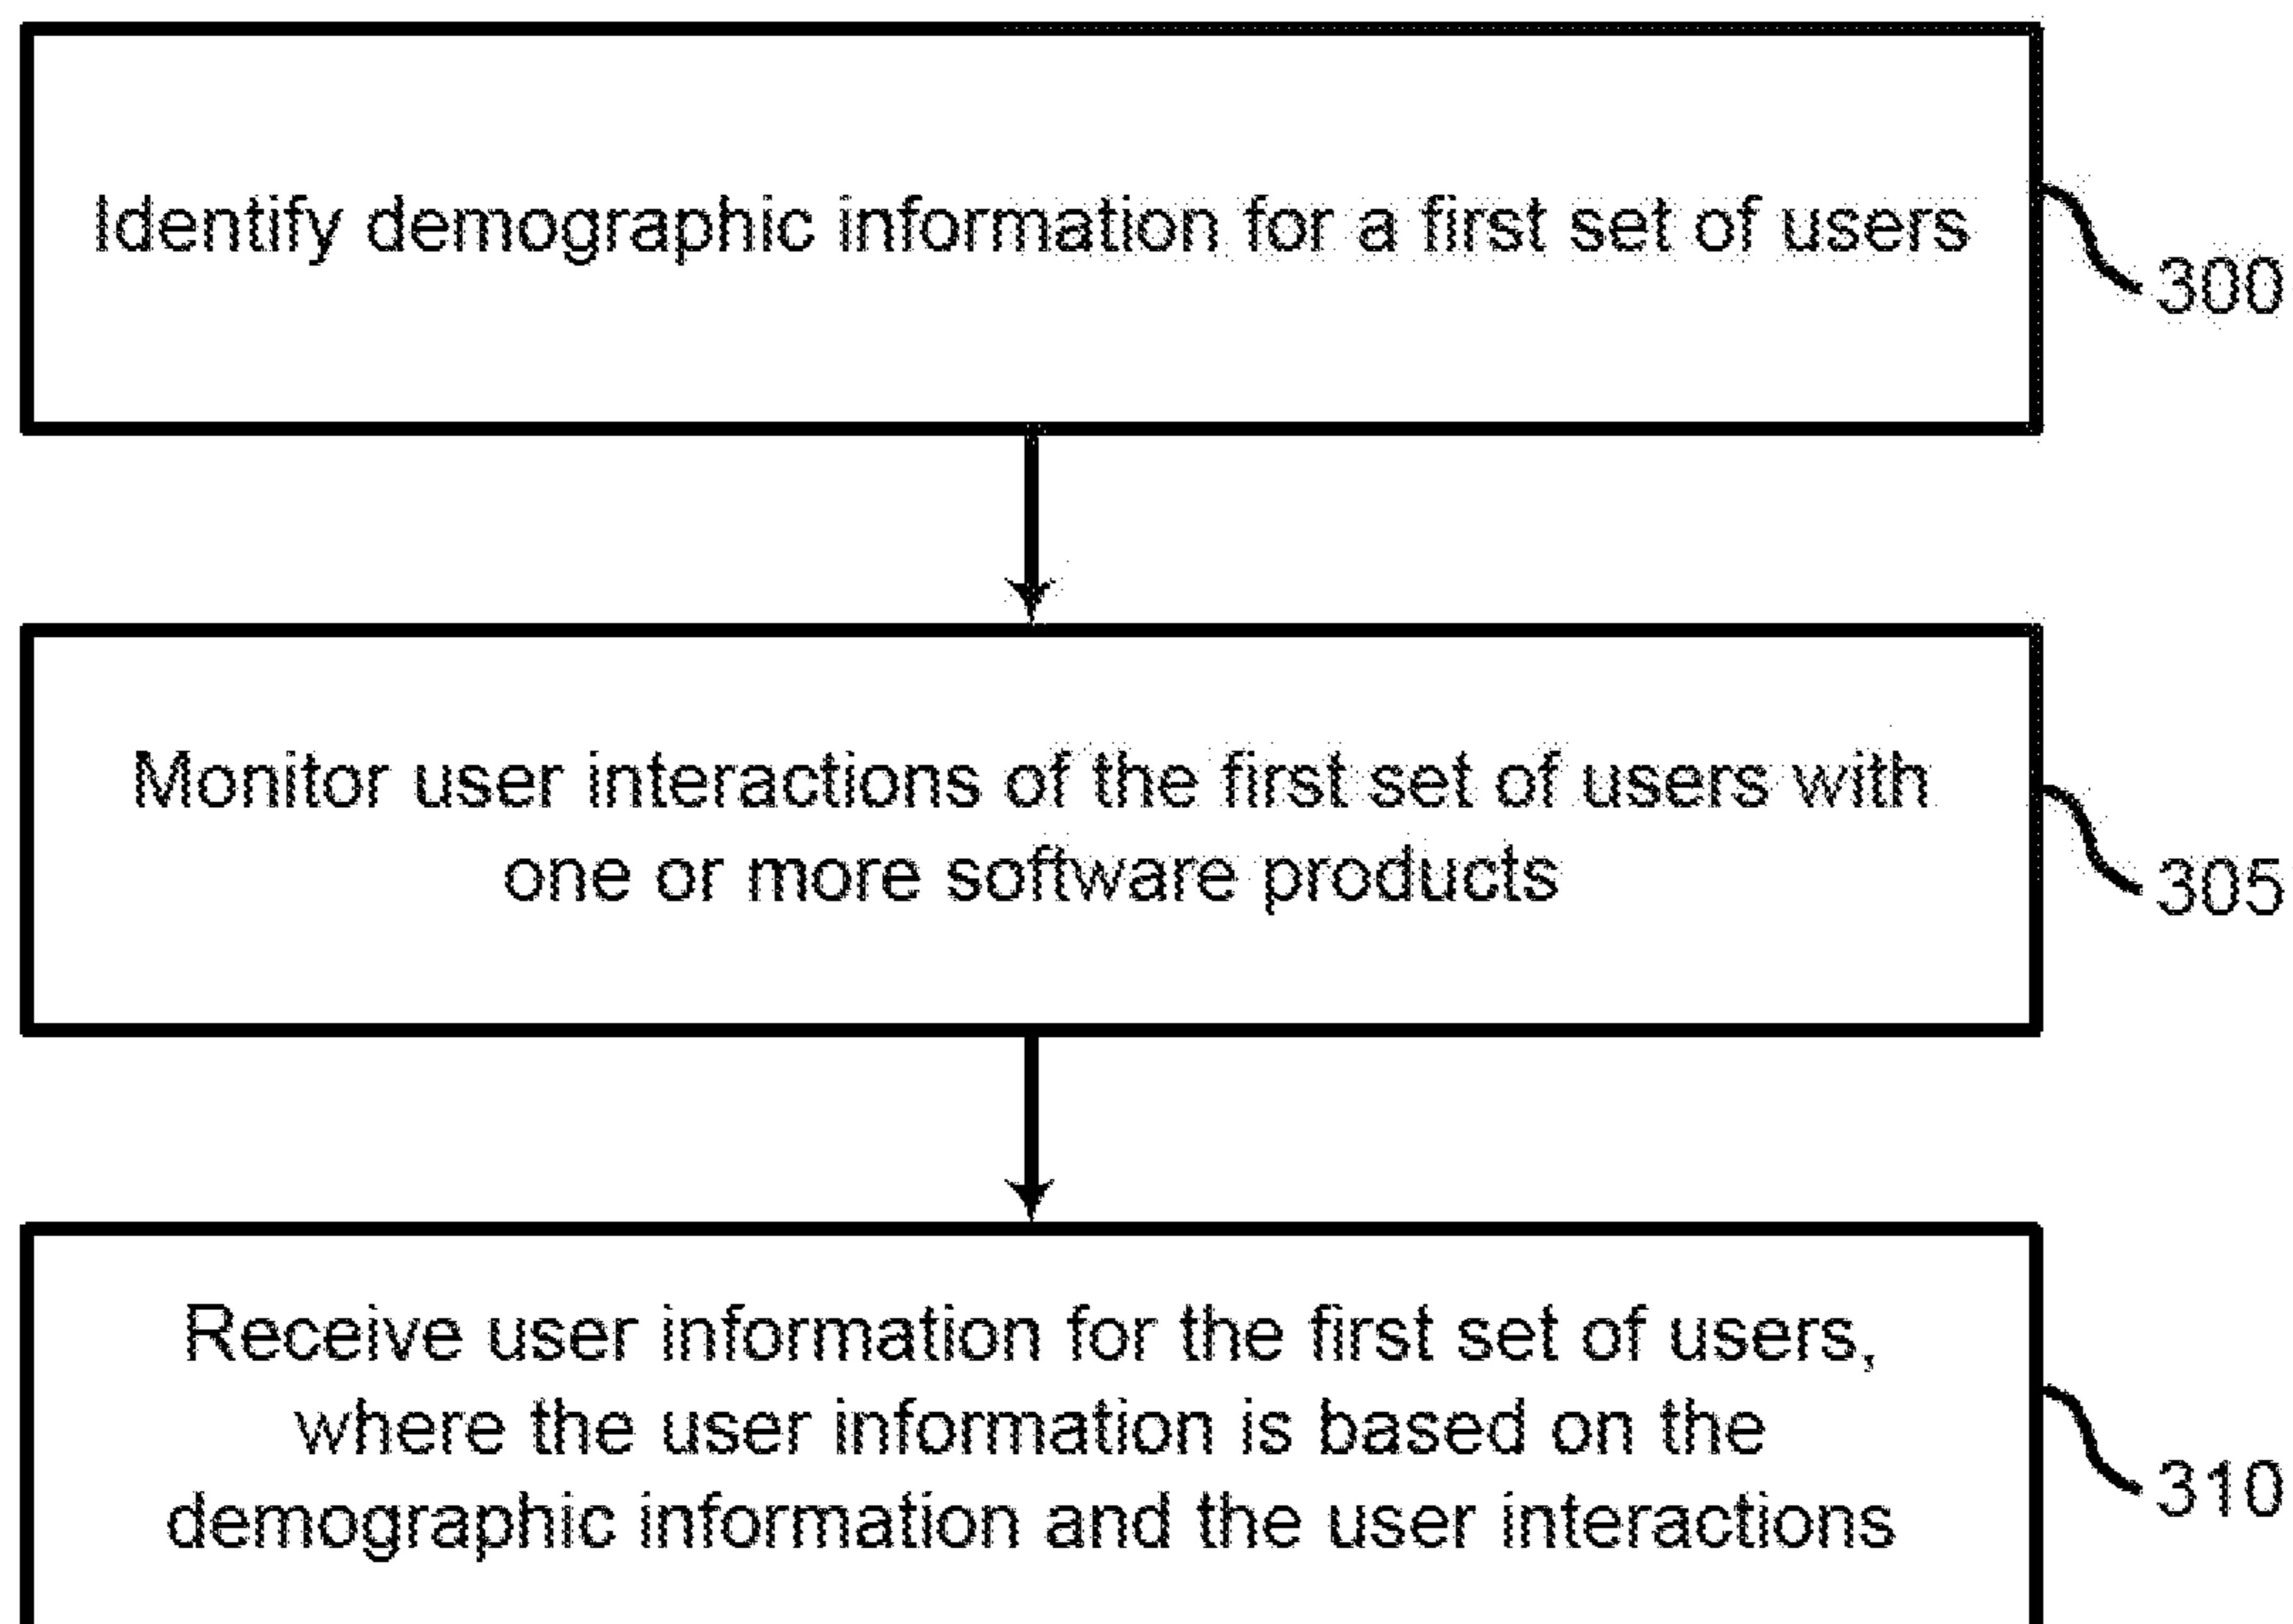 Identify demographic information for a first set of users
300
Monitor user interactions of the first set of users with
one or more software products
305
Receive user information for the first set of users,
where the user information is based on the
demographic information and the user interactions
310